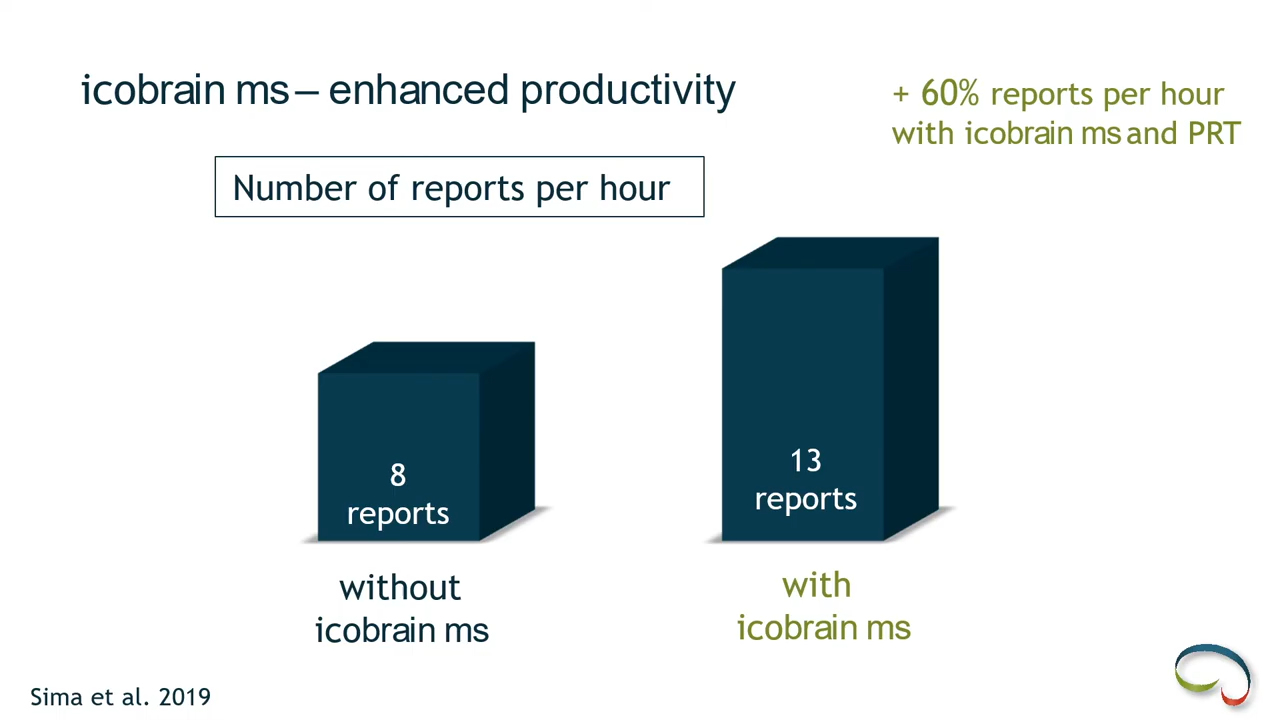 icobrain ms – enhanced productivity
+ 60% reports per hour
with icobrain ms and PRT
Number of reports per hour
8
reports
13
reports
without
icobrain ms
with
icobrain ms
Sima et al. 2019